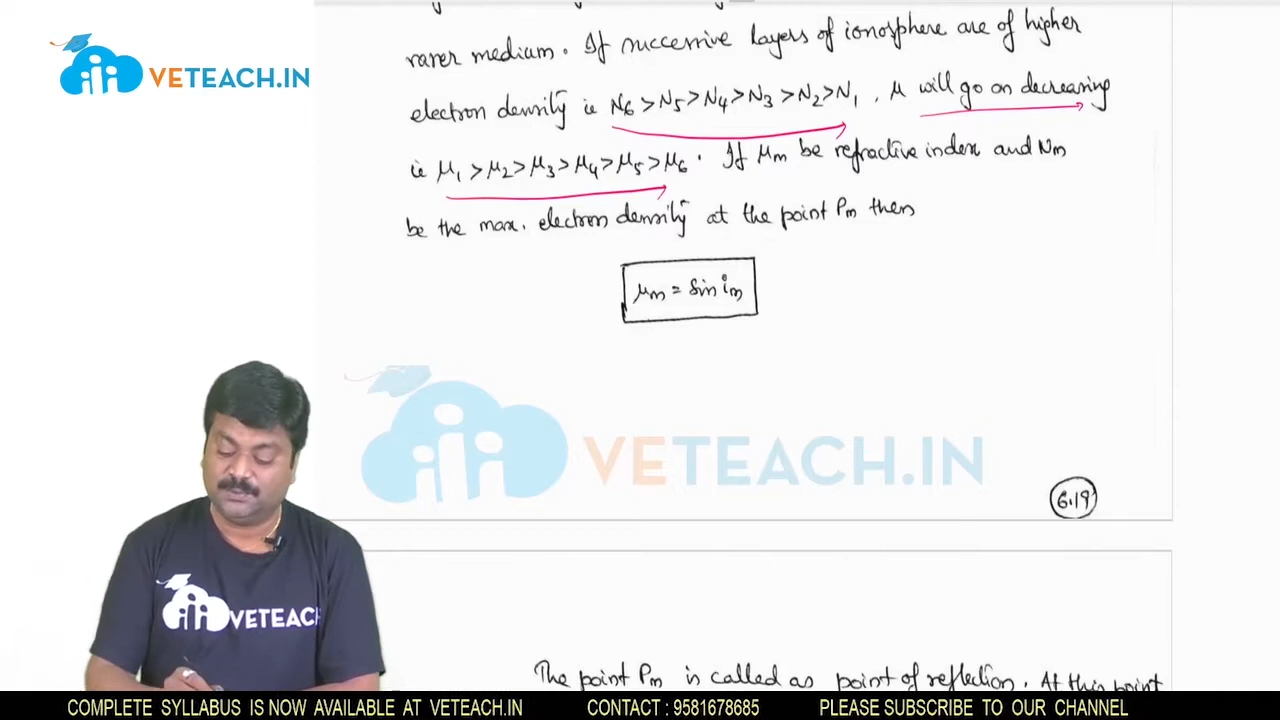 VETEACH.IN
rarer medium. If successive layers of ionosphere are of higher
electron density ie N₆ > N₅ > N₄ > N₃ > N₂ > N₁ , μ will go on decreasing
ie μ₁ > μ₂ > μ₃ > μ₄ > μ₅ > μ₆ . If μm be refractive index and Nm
be the max. electron density at the point Pm then
μm = sin im
VETEACH.IN
6.19
VETEACH
The point Pm is called as point of reflection. At this point
COMPLETE SYLLABUS IS NOW AVAILABLE AT VETEACH.IN CONTACT : 9581678685 PLEASE SUBSCRIBE TO OUR CHANNEL